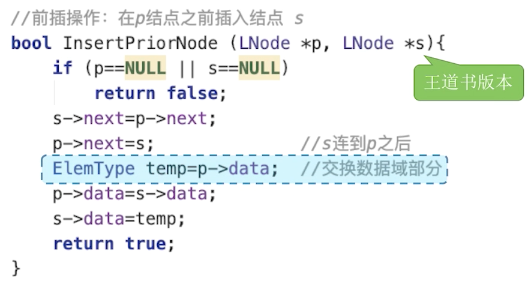 //前插操作：在p结点之前插入结点 s
bool InsertPriorNode (LNode *p, LNode *s){
    if (p==NULL || s==NULL)
        return false;
    s->next=p->next;
    p->next=s;              //s连到p之后
    ElemType temp=p->data;  //交换数据域部分
    p->data=s->data;
    s->data=temp;
    return true;
}
王道书版本